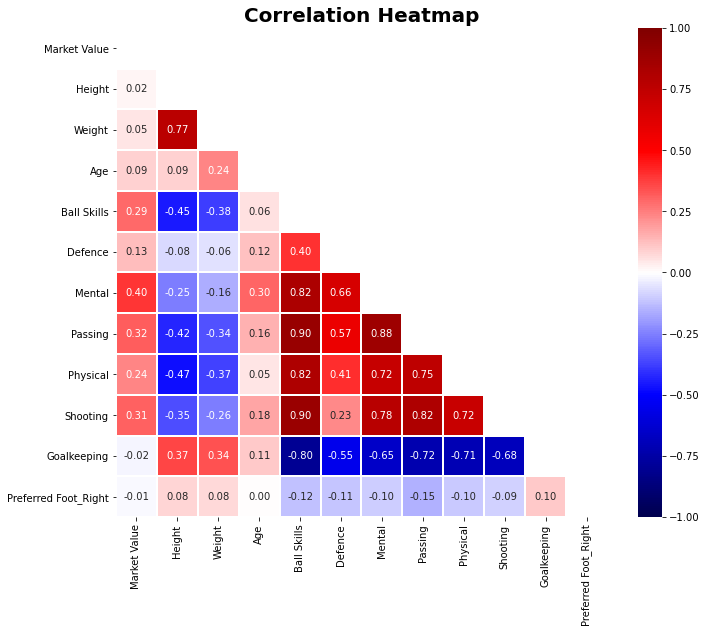 Correlation Heatmap
Market Value
Height 0.02
Weight 0.05 0.77
Age 0.09 0.09 0.24
Ball Skills 0.29 -0.45 -0.38 0.06
Defence 0.13 -0.08 -0.06 0.12 0.40
Mental 0.40 -0.25 -0.16 0.30 0.82 0.66
Passing 0.32 -0.42 -0.34 0.16 0.90 0.57 0.88
Physical 0.24 -0.47 -0.37 0.05 0.82 0.41 0.72 0.75
Shooting 0.31 -0.35 -0.26 0.18 0.90 0.23 0.78 0.82 0.72
Goalkeeping -0.02 0.37 0.34 0.11 -0.80 -0.55 -0.65 -0.72 -0.71 -0.68
Preferred Foot_Right -0.01 0.08 0.08 0.00 -0.12 -0.11 -0.10 -0.15 -0.10 -0.09 0.10
Market Value
Height
Weight
Age
Ball Skills
Defence
Mental
Passing
Physical
Shooting
Goalkeeping
Preferred Foot_Right
1.00
0.75
0.50
0.25
0.00
−0.25
−0.50
−0.75
−1.00